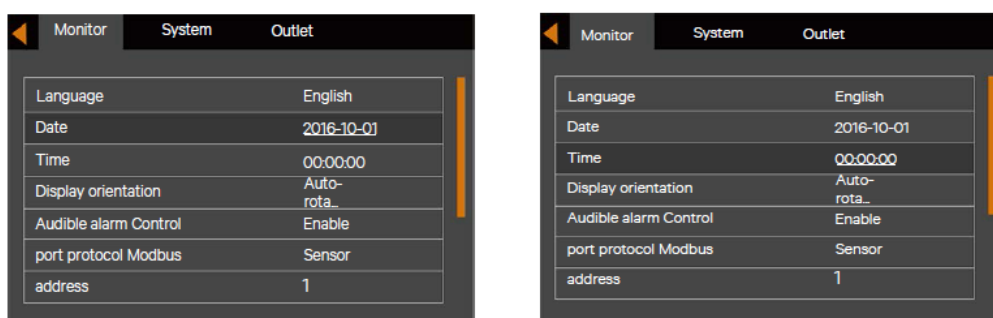 Monitor System Outlet
Language English
Date 2016-10-01
Time 00:00:00
Display orientation Auto-
rota...
Audible alarm Control Enable
port protocol Modbus Sensor
address 1
Monitor System Outlet
Language English
Date 2016-10-01
Time 00:00:00
Display orientation Auto-
rota...
Audible alarm Control Enable
port protocol Modbus Sensor
address 1